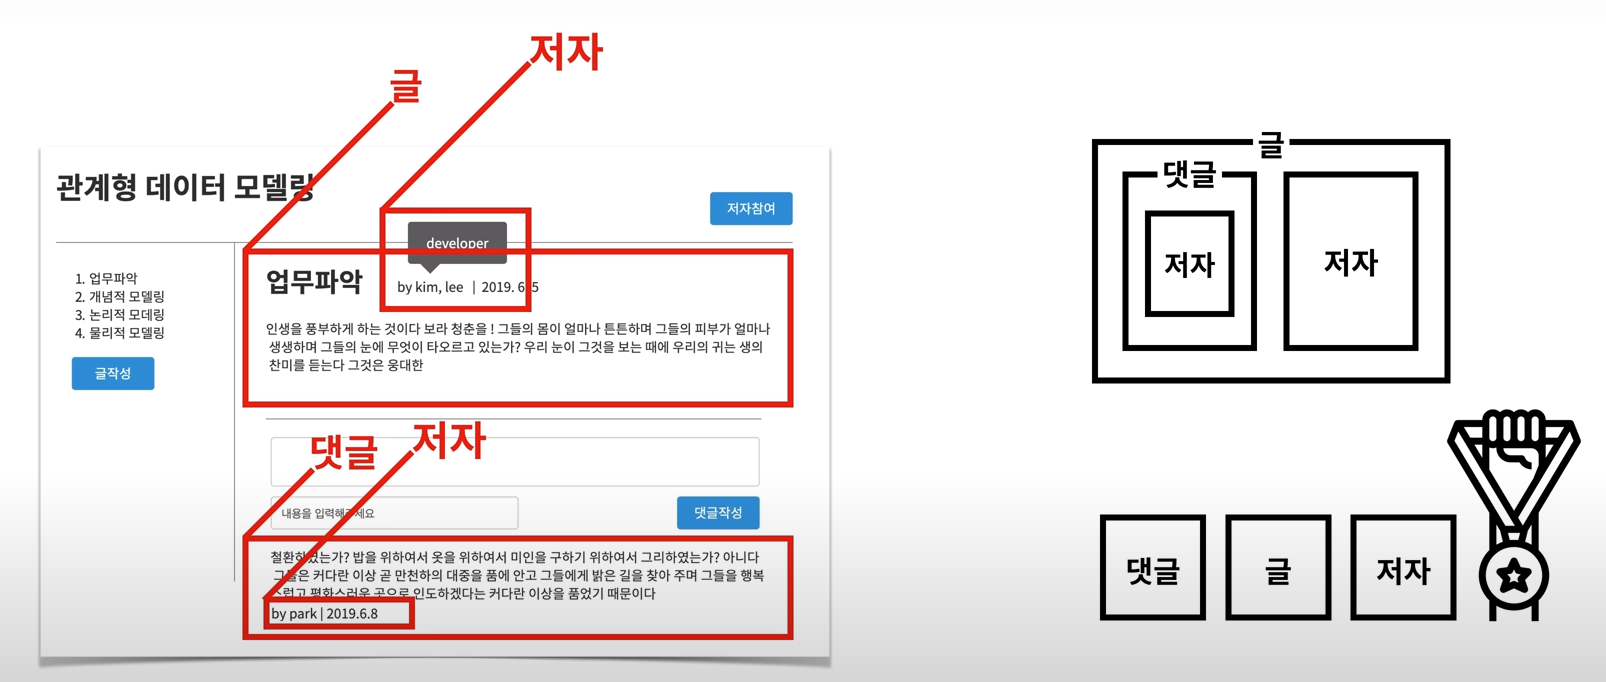 저자
글
관계형 데이터 모델링
저자참여
developer
업무파악
by kim, lee | 2019. 6.5
1. 업무파악
2. 개념적 모델링
3. 논리적 모데링
4. 물리적 모델링
글작성
인생을 풍부하게 하는 것이다 보라 청춘을 ! 그들의 몸이 얼마나 튼튼하며 그들의 피부가 얼마나
생생하며 그들의 눈에 무엇이 타오르고 있는가? 우리 눈이 그것을 보는 때에 우리의 귀는 생의
찬미를 듣는다 그것은 웅대한
댓글
저자
내용을 입력해주세요
댓글작성
철환하였는가? 밥을 위하여서 옷을 위하여서 미인을 구하기 위하여서 그리하였는가? 아니다
그들은 커다란 이상 곧 만천하의 대중을 품에 안고 그들에게 밝은 길을 찾아 주며 그들을 행복
스럽고 평화스러운 곳으로 인도하겠다는 커다란 이상을 품었기 때문이다
by park | 2019.6.8
글
댓글
저자
저자
댓글
글
저자